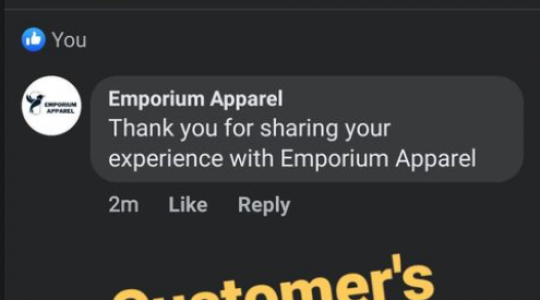 You
EMPORIUM
APPAREL
Emporium Apparel
Thank you for sharing your
experience with Emporium Apparel
2m Like Reply
Customer's